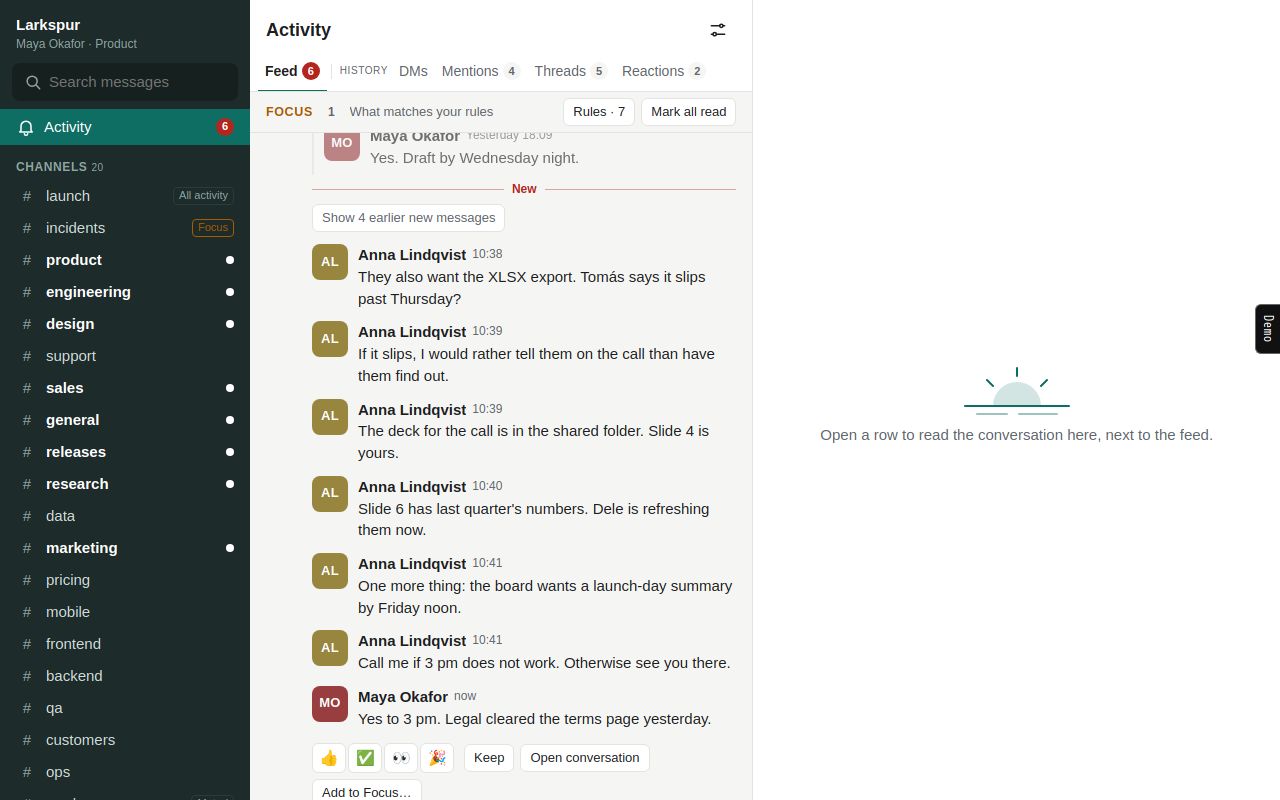 Larkspur
Maya Okafor · Product
Search messages
Activity 6
CHANNELS 20
# launch All activity
# incidents Focus
# product
# engineering
# design
# support
# sales
# general
# releases
# research
# data
# marketing
# pricing
# mobile
# frontend
# backend
# qa
# customers
# ops
Activity
Feed 6 HISTORY DMs Mentions 4 Threads 5 Reactions 2
FOCUS 1 What matches your rules Rules · 7 Mark all read
MO Maya Okafor Yesterday 18:09
Yes. Draft by Wednesday night.
New
Show 4 earlier new messages
AL Anna Lindqvist 10:38
They also want the XLSX export. Tomás says it slips
past Thursday?
AL Anna Lindqvist 10:39
If it slips, I would rather tell them on the call than have
them find out.
AL Anna Lindqvist 10:39
The deck for the call is in the shared folder. Slide 4 is
yours.
AL Anna Lindqvist 10:40
Slide 6 has last quarter's numbers. Dele is refreshing
them now.
AL Anna Lindqvist 10:41
One more thing: the board wants a launch-day summary
by Friday noon.
AL Anna Lindqvist 10:41
Call me if 3 pm does not work. Otherwise see you there.
MO Maya Okafor now
Yes to 3 pm. Legal cleared the terms page yesterday.
Keep Open conversation
Add to Focus…
Open a row to read the conversation here, next to the feed.
Demo